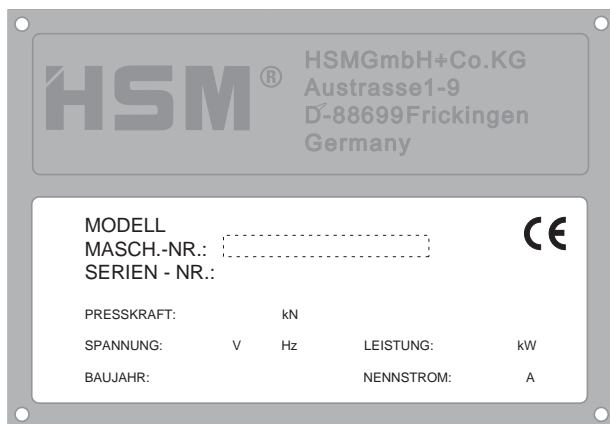 HSM®
HSMGmbH+Co.KG
Austrasse1-9
D-88699Frickingen
Germany
MODELL
MASCH.-NR.:
SERIEN - NR.:
CE
PRESSKRAFT: kN
SPANNUNG: V Hz LEISTUNG: kW
BAUJAHR: NENNSTROM: A